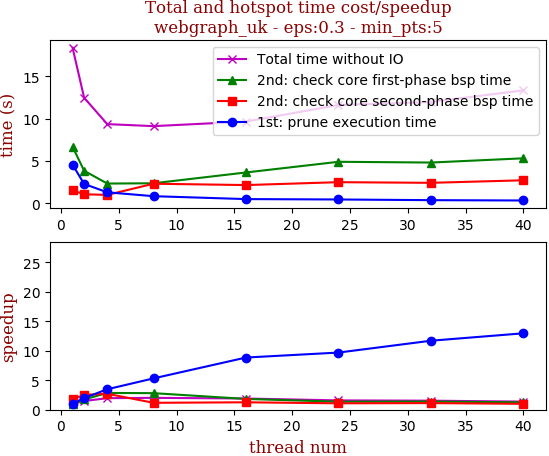 Total and hotspot time cost/speedup
webgraph_uk - eps:0.3 - min_pts:5
time (s)
15
10
5
0
Total time without IO
2nd: check core first-phase bsp time
2nd: check core second-phase bsp time
1st: prune execution time
0 5 10 15 20 25 30 35 40
speedup
25
20
15
10
5
0
0 5 10 15 20 25 30 35 40
thread num